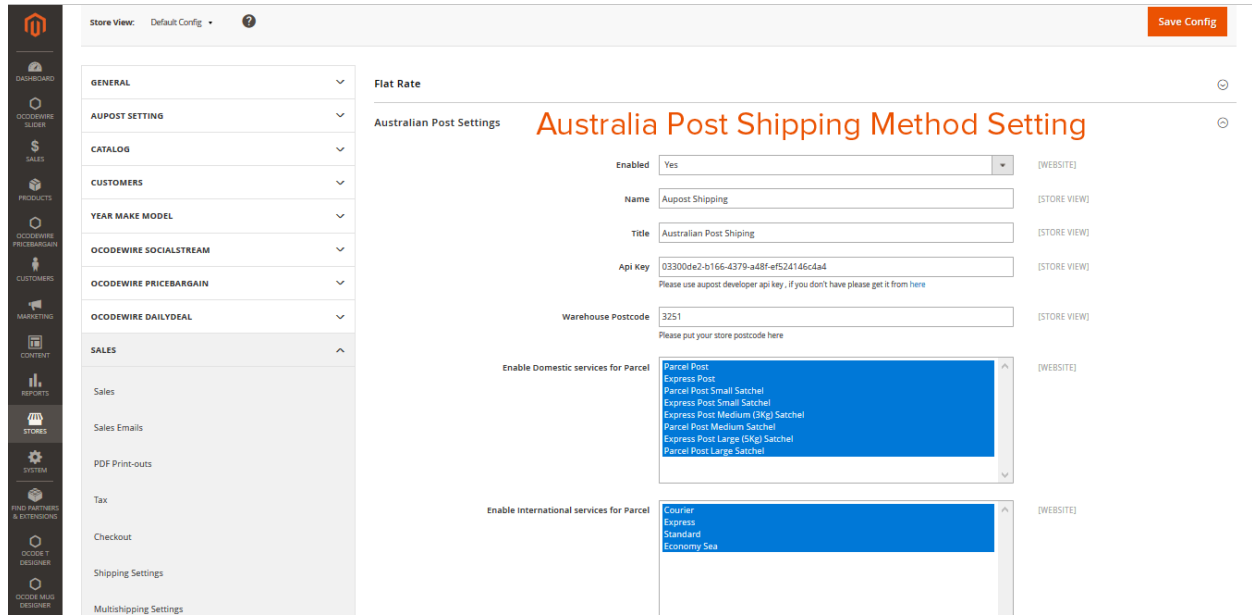 Store View: Default Config
?
Save Config
DASHBOARD
OCODEWIRE
SLIDER
SALES
PRODUCTS
OCODEWIRE
PRICEBARGAIN
CUSTOMERS
MARKETING
CONTENT
REPORTS
STORES
SYSTEM
FIND PARTNERS
& EXTENSIONS
OCODE T
DESIGNER
OCODE MUG
DESIGNER
GENERAL
AUPOST SETTING
CATALOG
CUSTOMERS
YEAR MAKE MODEL
OCODEWIRE SOCIALSTREAM
OCODEWIRE PRICEBARGAIN
OCODEWIRE DAILYDEAL
SALES
Sales
Sales Emails
PDF Print-outs
Tax
Checkout
Shipping Settings
Multishipping Settings
Flat Rate
Australian Post Settings
Australia Post Shipping Method Setting
Enabled Yes [WEBSITE]
Name Aupost Shipping [STORE VIEW]
Title Australian Post Shiping [STORE VIEW]
Api Key 03300de2-b166-4379-a48f-ef524146c4a4 [STORE VIEW]
Please use aupost developer api key , if you don't have please get it from here
Warehouse Postcode 3251 [STORE VIEW]
Please put your store postcode here
Enable Domestic services for Parcel Parcel Post [WEBSITE]
Express Post
Parcel Post Small Satchel
Express Post Small Satchel
Express Post Medium (3Kg) Satchel
Parcel Post Medium Satchel
Express Post Large (5Kg) Satchel
Parcel Post Large Satchel
Enable International services for Parcel Courier [WEBSITE]
Express
Standard
Economy Sea